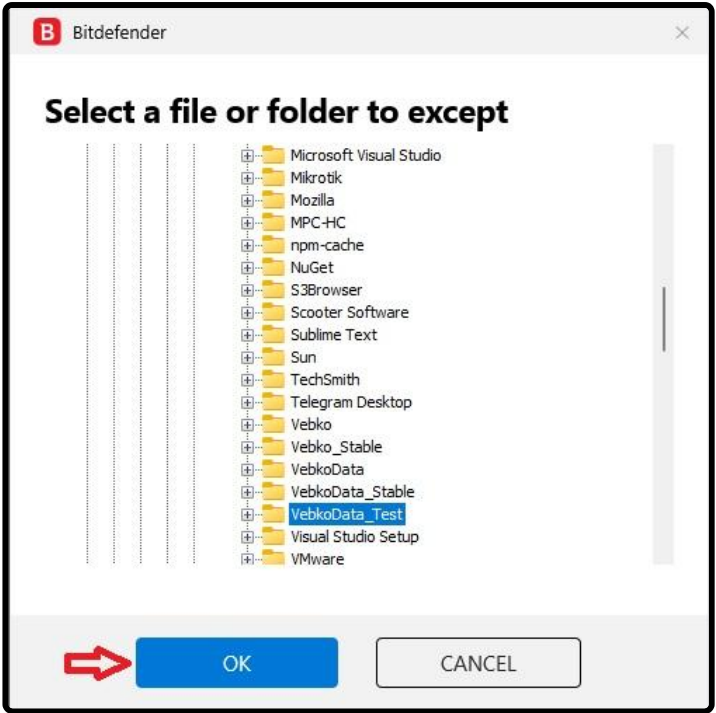 B Bitdefender
Select a file or folder to except
Microsoft Visual Studio
Mikrotik
Mozilla
MPC-HC
npm-cache
NuGet
S3Browser
Scooter Software
Sublime Text
Sun
TechSmith
Telegram Desktop
Vebko
Vebko_Stable
VebkoData
VebkoData_Stable
VebkoData_Test
Visual Studio Setup
VMware
OK CANCEL